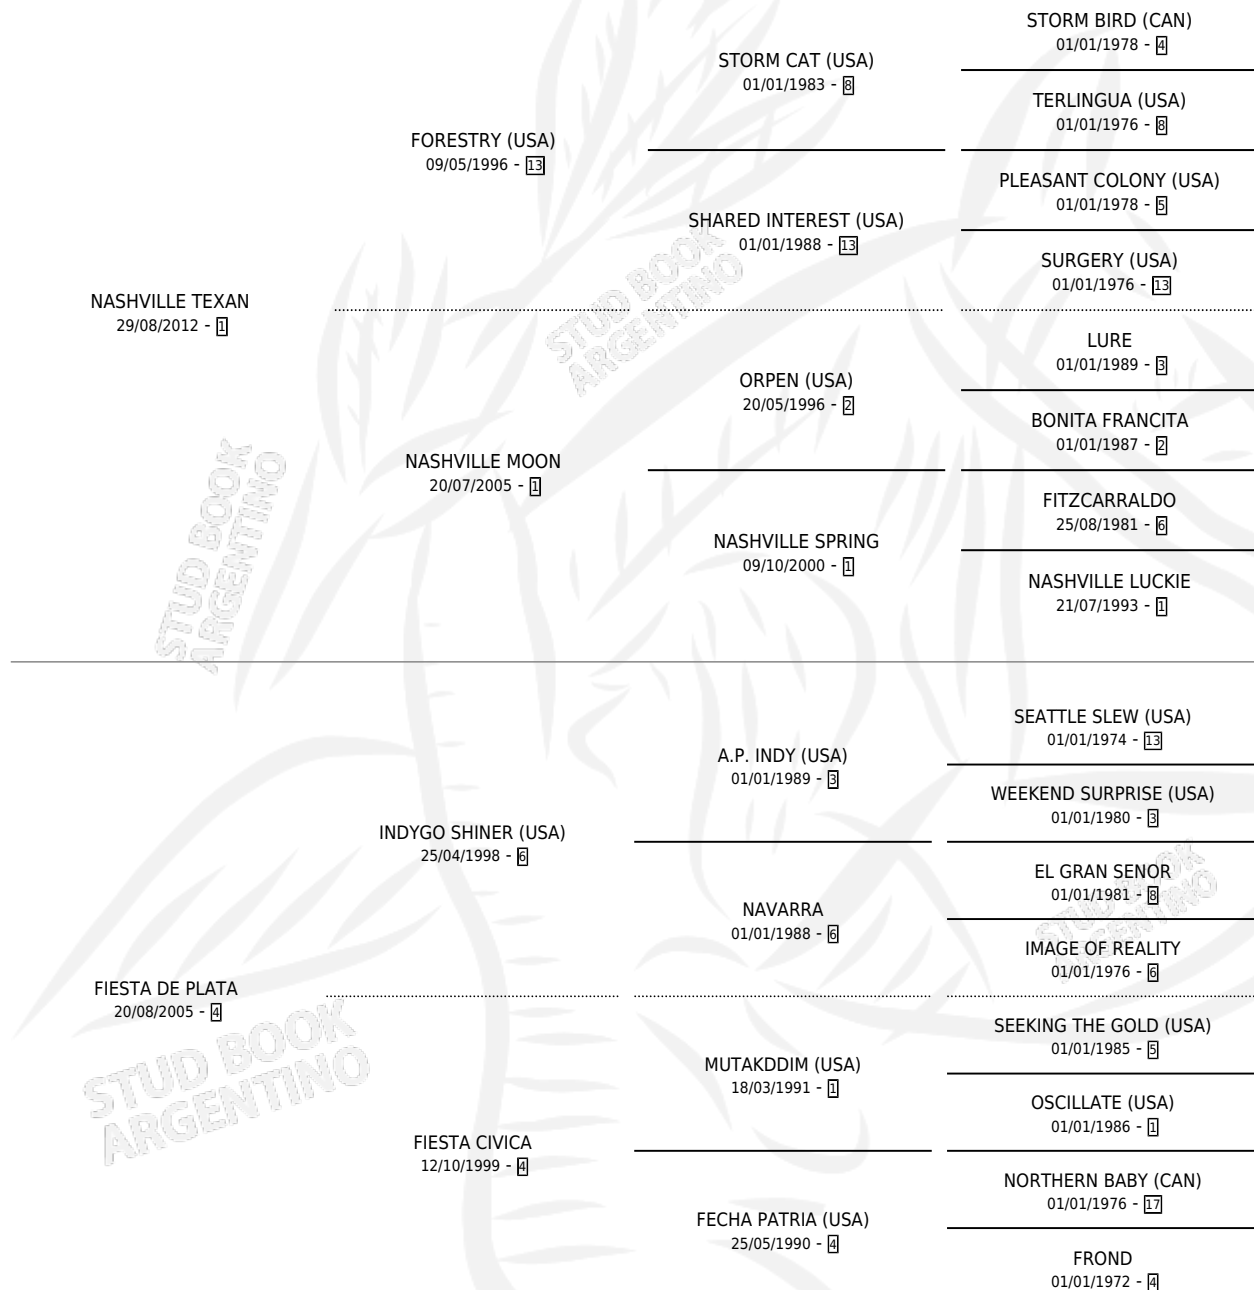 STORM BIRD (CAN)
01/01/1978 - 4
STORM CAT (USA)
01/01/1983 - 8
TERLINGUA (USA)
01/01/1976 - 8
FORESTRY (USA)
09/05/1996 - 13
PLEASANT COLONY (USA)
01/01/1978 - 5
SHARED INTEREST (USA)
01/01/1988 - 13
SURGERY (USA)
01/01/1976 - 13
NASHVILLE TEXAN
29/08/2012 - 1
LURE
01/01/1989 - 3
ORPEN (USA)
20/05/1996 - 2
BONITA FRANCITA
01/01/1987 - 2
NASHVILLE MOON
20/07/2005 - 1
FITZCARRALDO
25/08/1981 - 6
NASHVILLE SPRING
09/10/2000 - 1
NASHVILLE LUCKIE
21/07/1993 - 1
STUD BOOK
ARGENTINO
STUD BOOK
ARGENTINO
SEATTLE SLEW (USA)
01/01/1974 - 13
A.P. INDY (USA)
01/01/1989 - 3
WEEKEND SURPRISE (USA)
01/01/1980 - 3
INDYGO SHINER (USA)
25/04/1998 - 6
EL GRAN SENOR
01/01/1981 - 8
NAVARRA
01/01/1988 - 6
IMAGE OF REALITY
01/01/1976 - 6
FIESTA DE PLATA
20/08/2005 - 4
SEEKING THE GOLD (USA)
01/01/1985 - 5
MUTAKDDIM (USA)
18/03/1991 - 1
OSCILLATE (USA)
01/01/1986 - 1
FIESTA CIVICA
12/10/1999 - 4
NORTHERN BABY (CAN)
01/01/1976 - 17
FECHA PATRIA (USA)
25/05/1990 - 4
FROND
01/01/1972 - 4
STUD BOOK
ARGENTINO
STUD BOOK
ARGENTINO